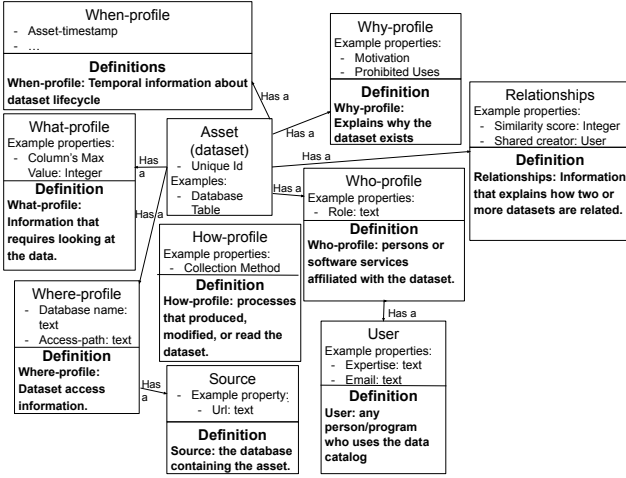 When-profile
- Asset-timestamp
- ...
Definitions
When-profile: Temporal information about
dataset lifecycle
Why-profile
Example properties:
- Motivation
- Prohibited Uses
Definition
Why-profile:
Explains why the
dataset exists
Relationships
Example properties:
- Similarity score: Integer
- Shared creator: User
Definition
Relationships: Information
that explains how two or
more datasets are related.
What-profile
Example properties:
- Column's Max
Value: Integer
Definition
What-profile:
Information that
requires looking at
the data.
Asset
(dataset)
- Unique Id
Examples:
- Database
Table
Has a
Has a
Has a
Has a
Has
a
Has a
Who-profile
Example properties:
- Role: text
Definition
Who-profile: persons or
software services
affiliated with the dataset.
How-profile
Example properties:
- Collection Method
Definition
How-profile: processes
that produced,
modified, or read the
dataset.
Where-profile
- Database name:
text
- Access-path: text
Definition
Where-profile:
Dataset access
information.
Has
a
Source
- Example property:
- Url: text
Definition
Source: the database
containing the asset.
Has a
User
Example properties:
- Expertise: text
- Email: text
Definition
User: any
person/program
who uses the data
catalog